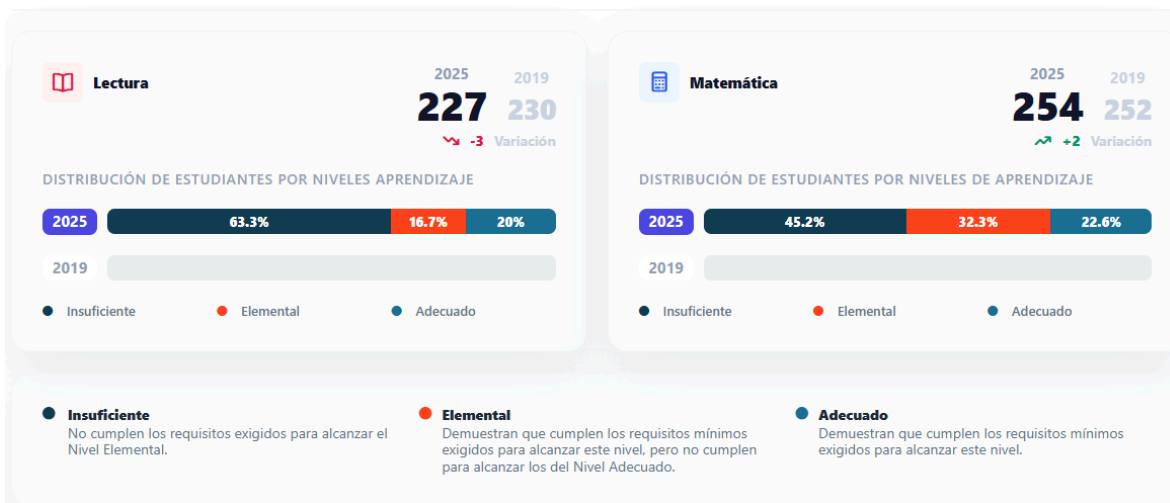 Lectura
2025
2019
227
230
-3
Variación
DISTRIBUCIÓN DE ESTUDIANTES POR NIVELES APRENDIZAJE
2025
63.3%
16.7%
20%
2019
Insuficiente
Elemental
Adecuado
Matemática
2025
2019
254
252
+2
Variación
DISTRIBUCIÓN DE ESTUDIANTES POR NIVELES DE APRENDIZAJE
2025
45.2%
32.3%
22.6%
2019
Insuficiente
Elemental
Adecuado
Insuficiente
No cumplen los requisitos exigidos para alcanzar el
Nivel Elemental.
Elemental
Demuestran que cumplen los requisitos mínimos
exigidos para alcanzar este nivel, pero no cumplen
para alcanzar los del Nivel Adecuado.
Adecuado
Demuestran que cumplen los requisitos mínimos
exigidos para alcanzar este nivel.